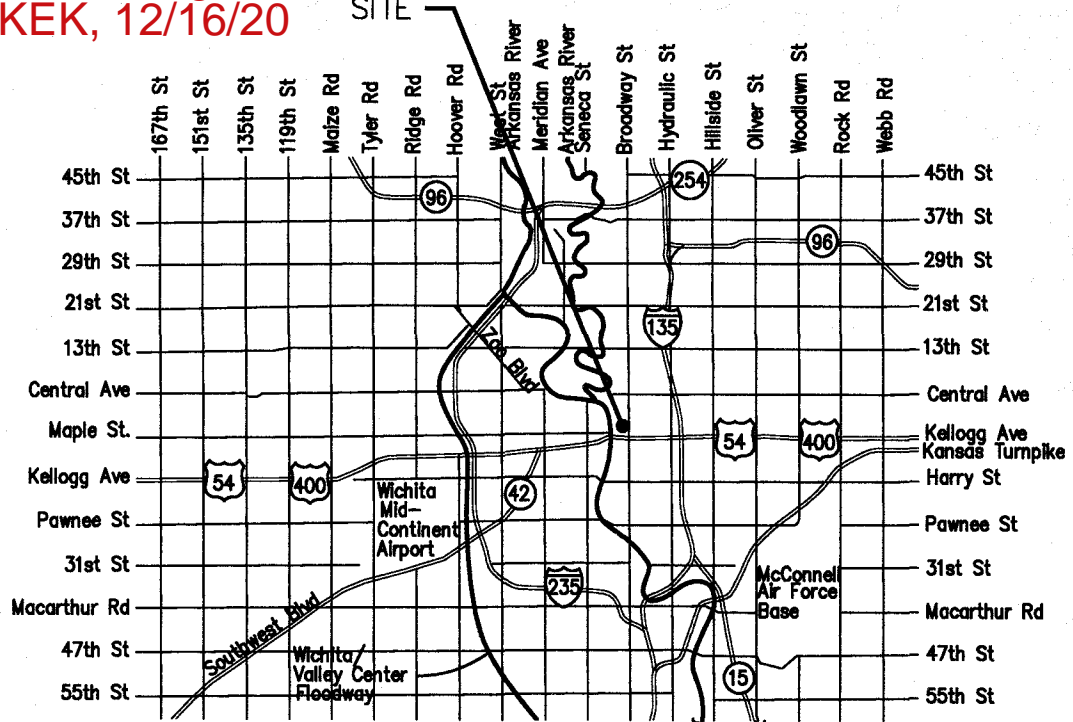 KEK, 12/16/20
SITE
167th St
151st St
135th St
119th St
Maize Rd
Tyler Rd
Ridge Rd
Hoover Rd
West St
Arkansas River
Meridian Ave
Arkansas River
Seneca St
Broadway St
Hydraulic St
Hillside St
Oliver St
Woodlawn St
Rock Rd
Webb Rd
45th St
45th St
254
96
37th St
37th St
96
29th St
29th St
21st St
21st St
135
13th St
13th St
Zoo Blvd
Central Ave
Central Ave
Maple St.
54
400
Kellogg Ave
Kansas Turnpike
Kellogg Ave
54
400
Harry St
Wichita
Mid-
Continent
Airport
42
Pawnee St
Pawnee St
31st St
31st St
235
McConnell
Air Force
Base
Macarthur Rd
Macarthur Rd
Southwest Blvd
47th St
47th St
Wichita/
Valley Center
Floodway
15
55th St
55th St